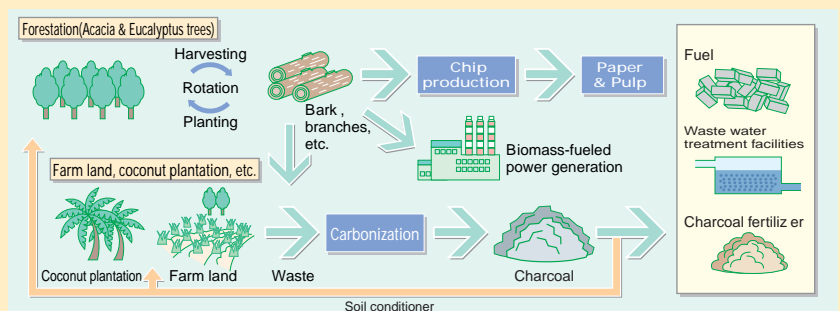 Forestation(Acacia & Eucalyptus trees)
Harvesting
Rotation
Planting
Bark ,
branches,
etc.
Chip
production
Paper
& Pulp
Biomass-fueled
power generation
Fuel
Waste water
treatment facilities
Charcoal fertiliz er
Farm land, coconut plantation, etc.
Coconut plantation
Farm land
Waste
Carbonization
Charcoal
Soil conditioner